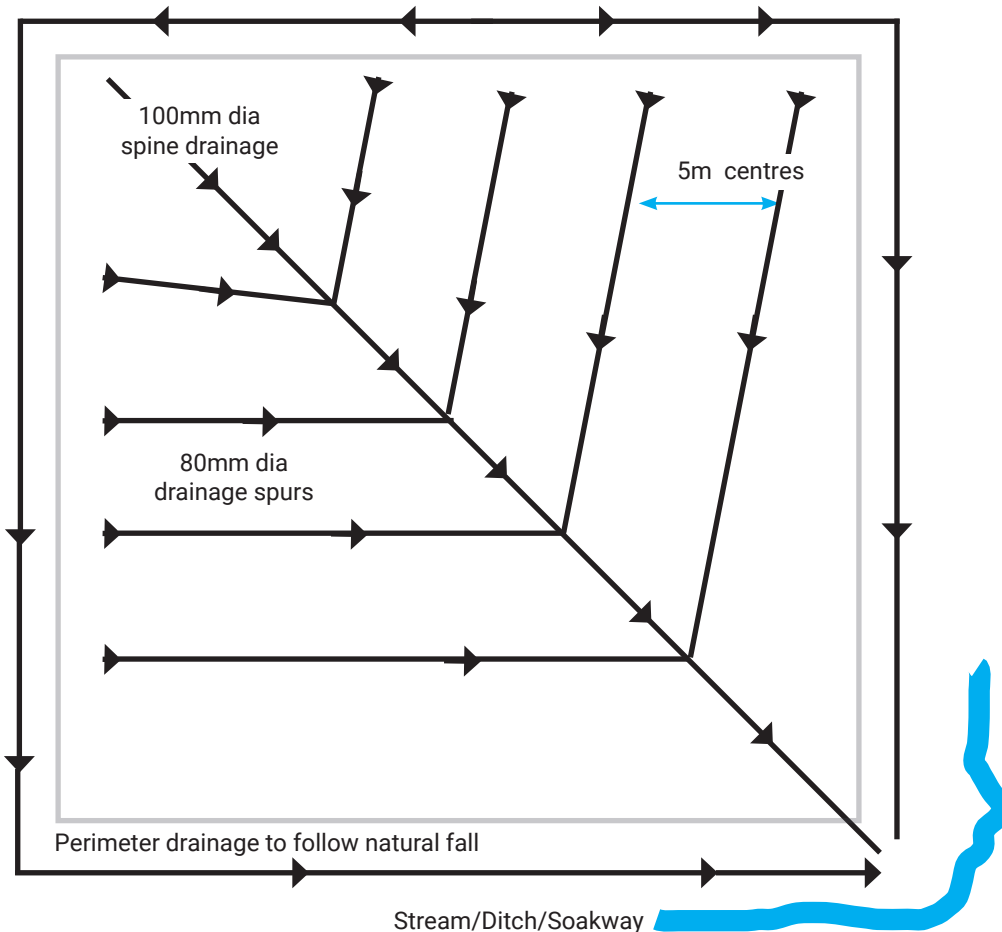 100mm dia
spine drainage
5m centres
80mm dia
drainage spurs
Perimeter drainage to follow natural fall
Stream/Ditch/Soakway